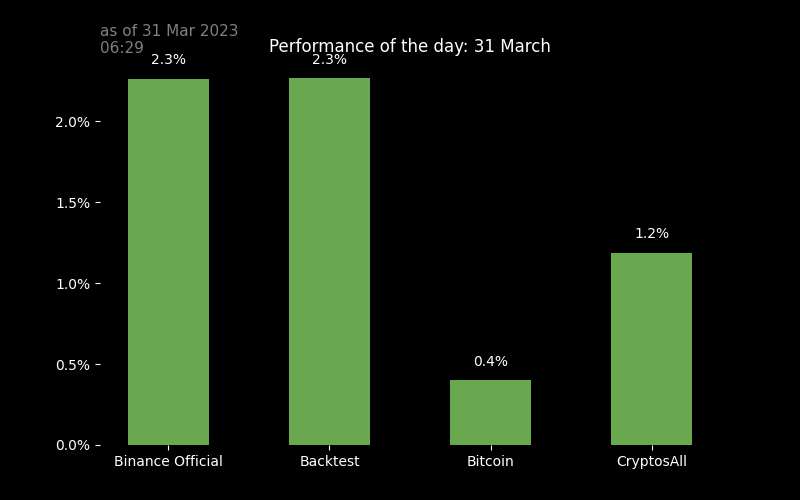 as of 31 Mar 2023
06:29
Performance of the day: 31 March
2.3%
2.3%
2.0%
1.5%
1.2%
1.0%
0.5%
0.4%
0.0%
Binance Official
Backtest
Bitcoin
CryptosAll